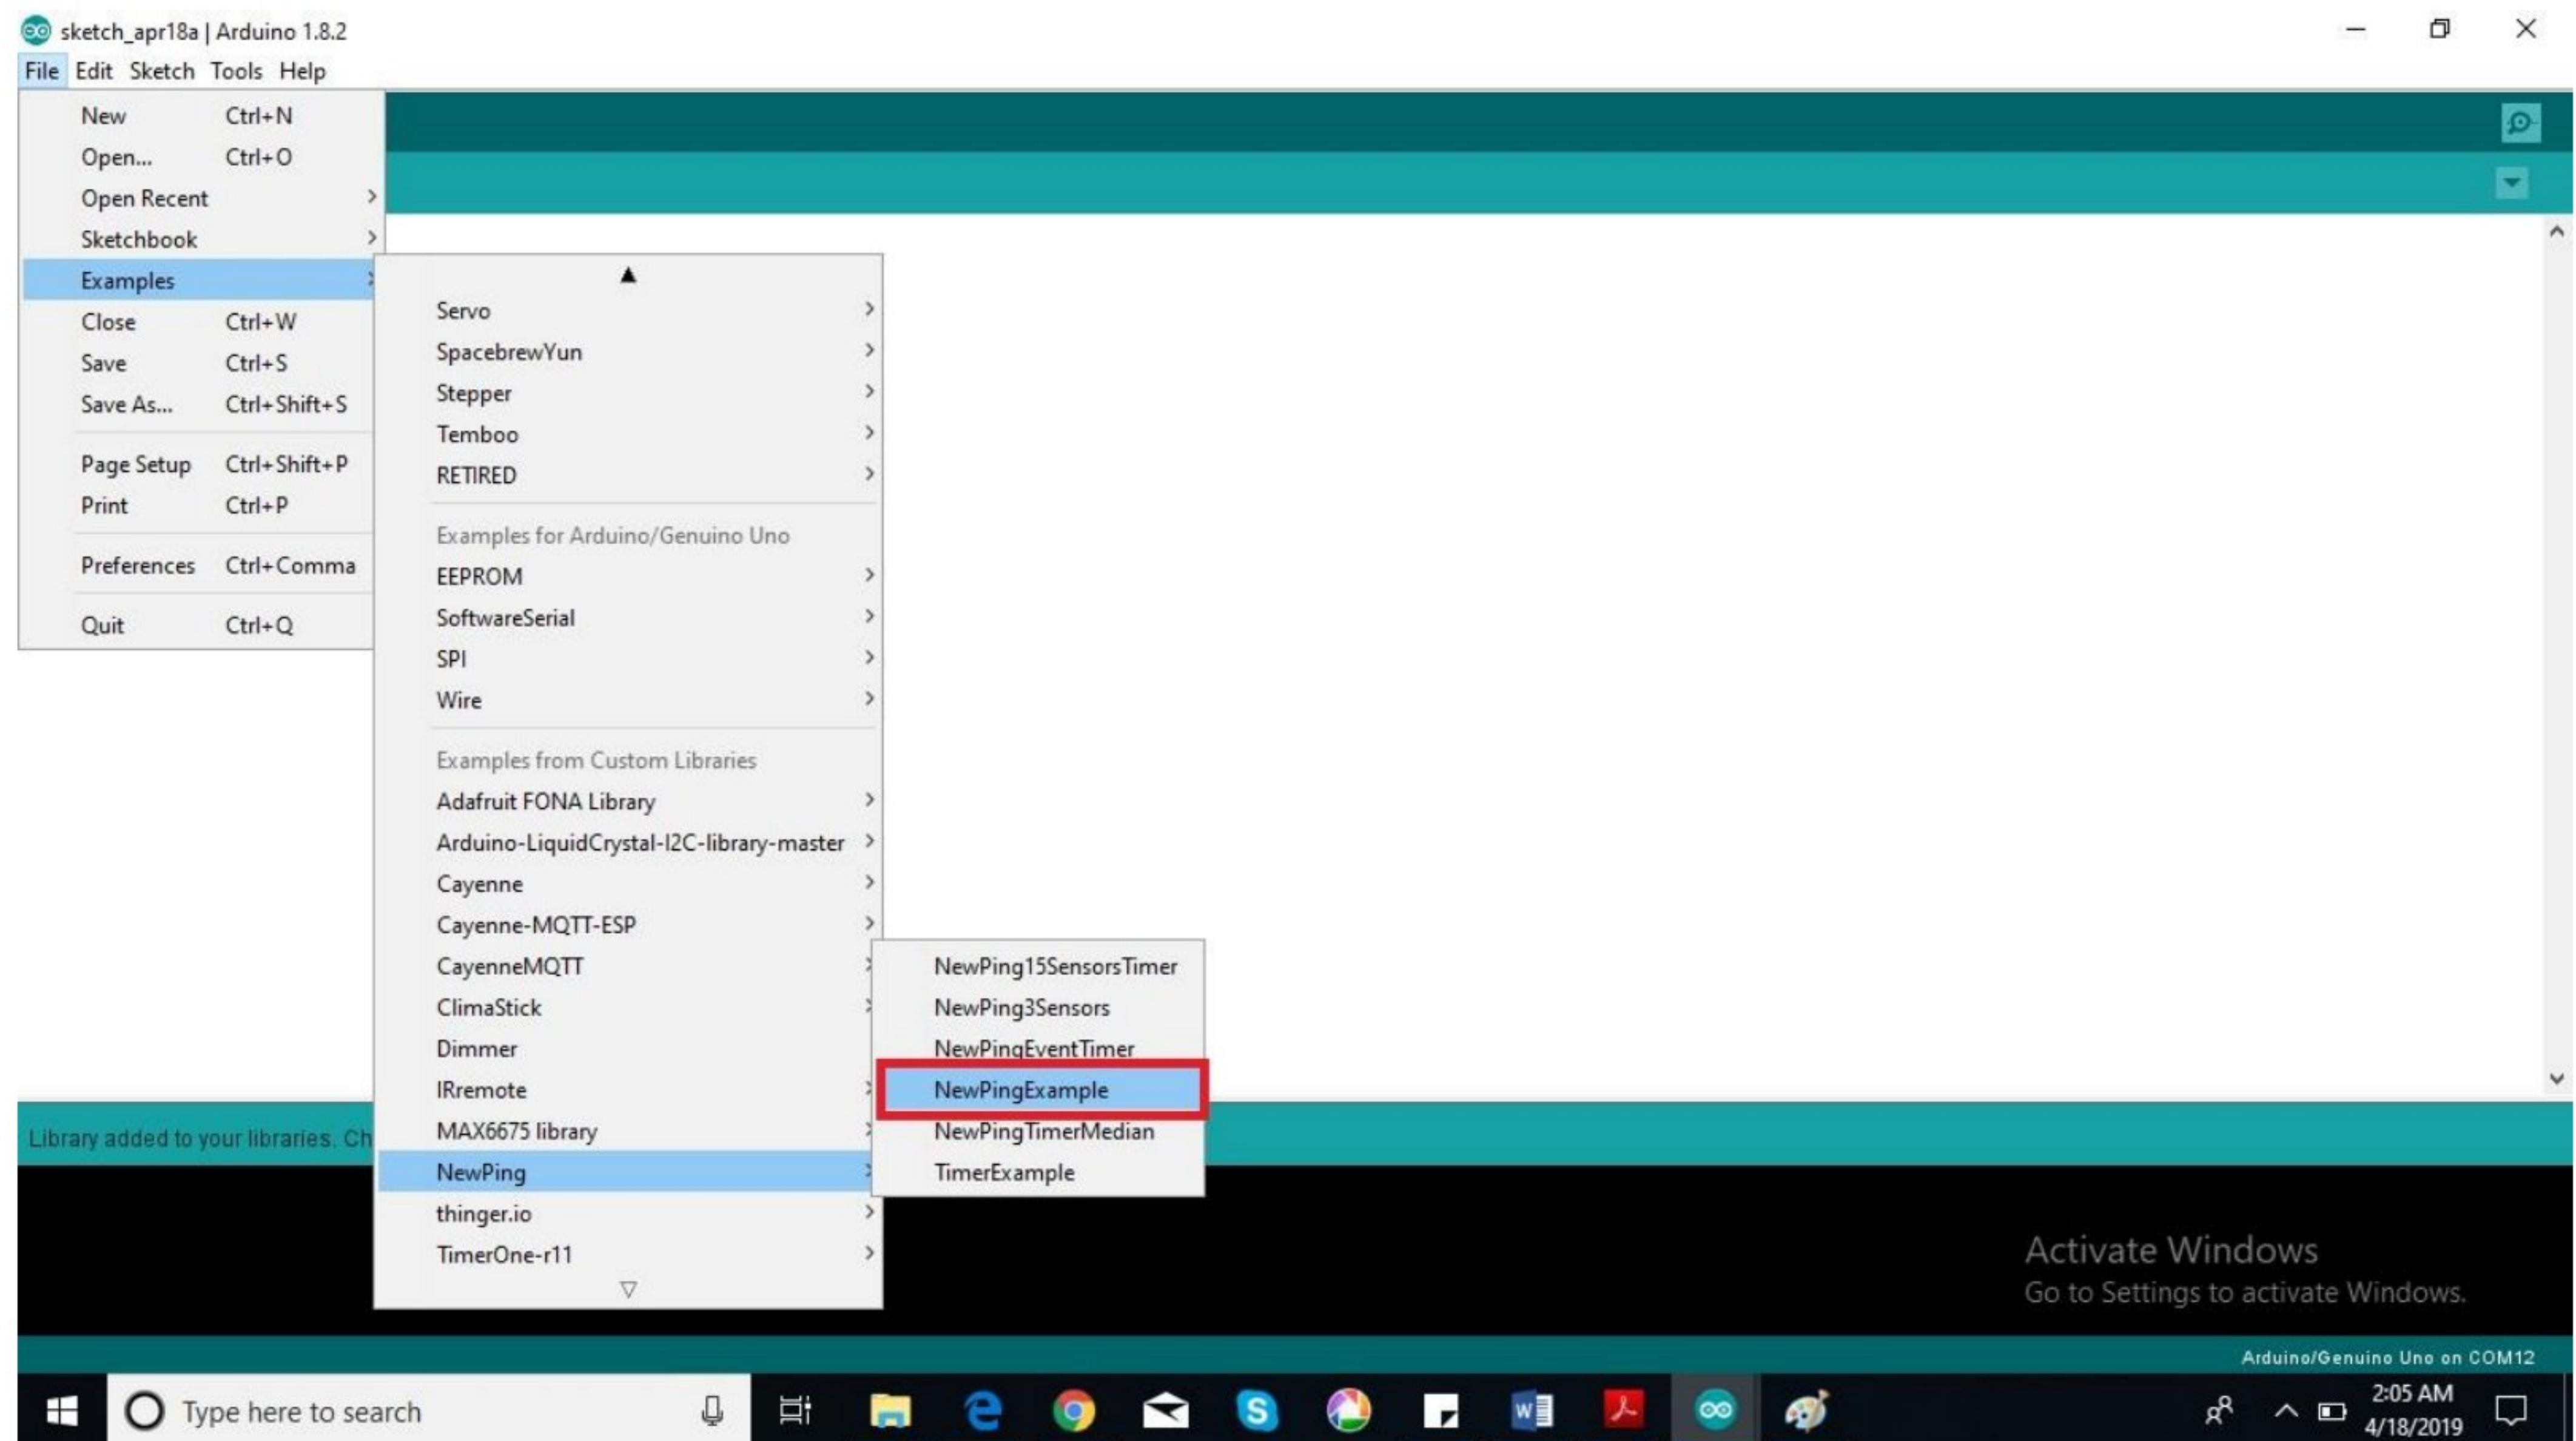 sketch_apr18a | Arduino 1.8.2
File Edit Sketch Tools Help
New Ctrl+N
Open... Ctrl+O
Open Recent
Sketchbook
Examples
Close Ctrl+W
Save Ctrl+S
Save As... Ctrl+Shift+S
Page Setup Ctrl+Shift+P
Print Ctrl+P
Preferences Ctrl+Comma
Quit Ctrl+Q
Servo
SpacebrewYun
Stepper
Temboo
RETIRED
Examples for Arduino/Genuino Uno
EEPROM
SoftwareSerial
SPI
Wire
Examples from Custom Libraries
Adafruit FONA Library
Arduino-LiquidCrystal-I2C-library-master
Cayenne
Cayenne-MQTT-ESP
CayenneMQTT
ClimaStick
Dimmer
IRremote
MAX6675 library
NewPing
thinger.io
TimerOne-r11
NewPing15SensorsTimer
NewPing3Sensors
NewPingEventTimer
NewPingExample
NewPingTimerMedian
TimerExample
Library added to your libraries. Ch
Activate Windows
Go to Settings to activate Windows.
Arduino/Genuino Uno on COM12
Type here to search
2:05 AM
4/18/2019